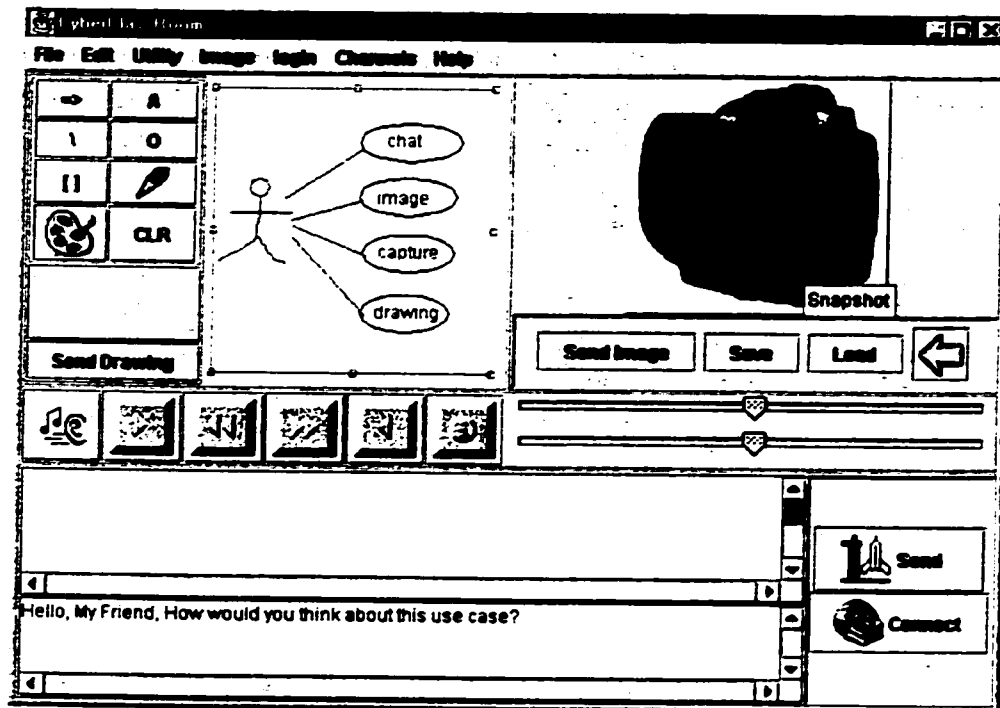 File Edit Utility Image login Channels Help
A
\ O
[ ]
CLR
Send Drawing
chat
image
capture
drawing
Snapshot
Send Image Save Load
Send
Connect
Hello, My Friend, How would you think about this use case?